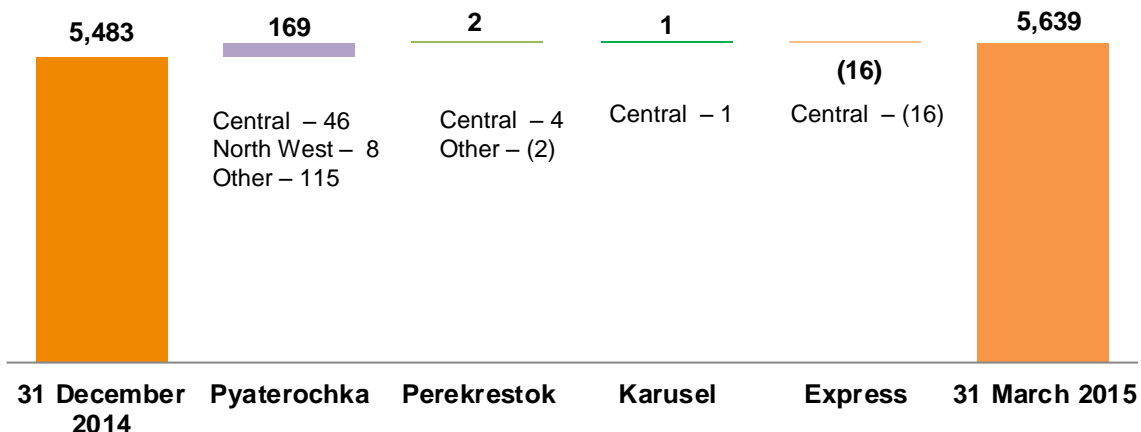 5,483
169
2
1
(16)
5,639
Central – 46
North West – 8
Other – 115
Central – 4
Other – (2)
Central – 1
Central – (16)
31 December
2014
Pyaterochka
Perekrestok
Karusel
Express
31 March 2015